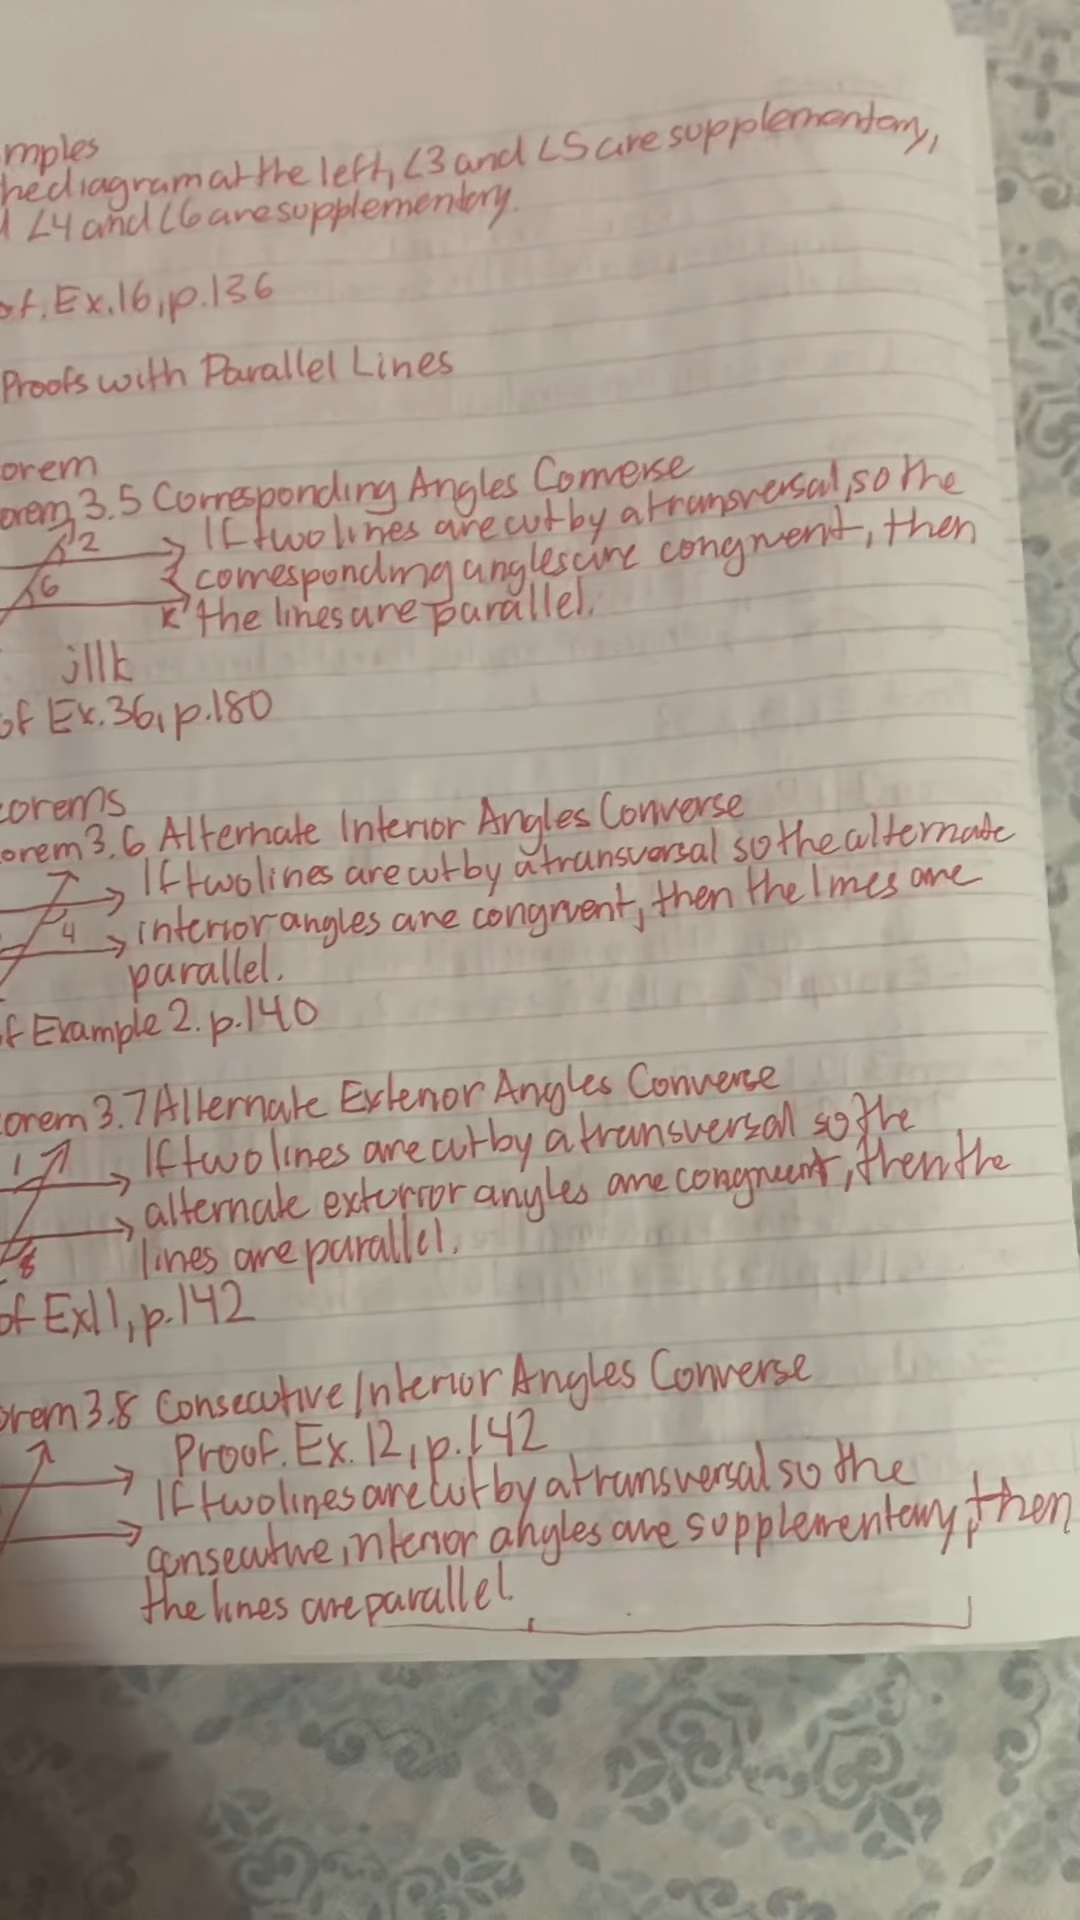 mples
hediagram at the left, ∠3 and ∠5 are supplementary,
d ∠4 and ∠6 are supplementary.
of. Ex.16, p.136
Proofs with Parallel Lines
orem
orem 3.5 Corresponding Angles Converse
2 If two lines are cut by a transversal, so the
6 corresponding angles are congruent, then
k the lines are parallel.
j||k
of Ex.36, p.180
orems
orem 3.6 Alternate Interior Angles Converse
If two lines are cut by a transversal so the alternate
4 interior angles are congruent, then the lines are
parallel.
f Example 2. p.140
orem 3.7 Alternate Exterior Angles Converse
1 If two lines are cut by a transversal so the
alternate exterior angles are congruent, then the
8 lines are parallel.
of Ex11, p.142
orem 3.8 Consecutive Interior Angles Converse
Proof. Ex. 12, p.142
If two lines are cut by a transversal so the
consecutive interior angles are supplementary, then
the lines are parallel.